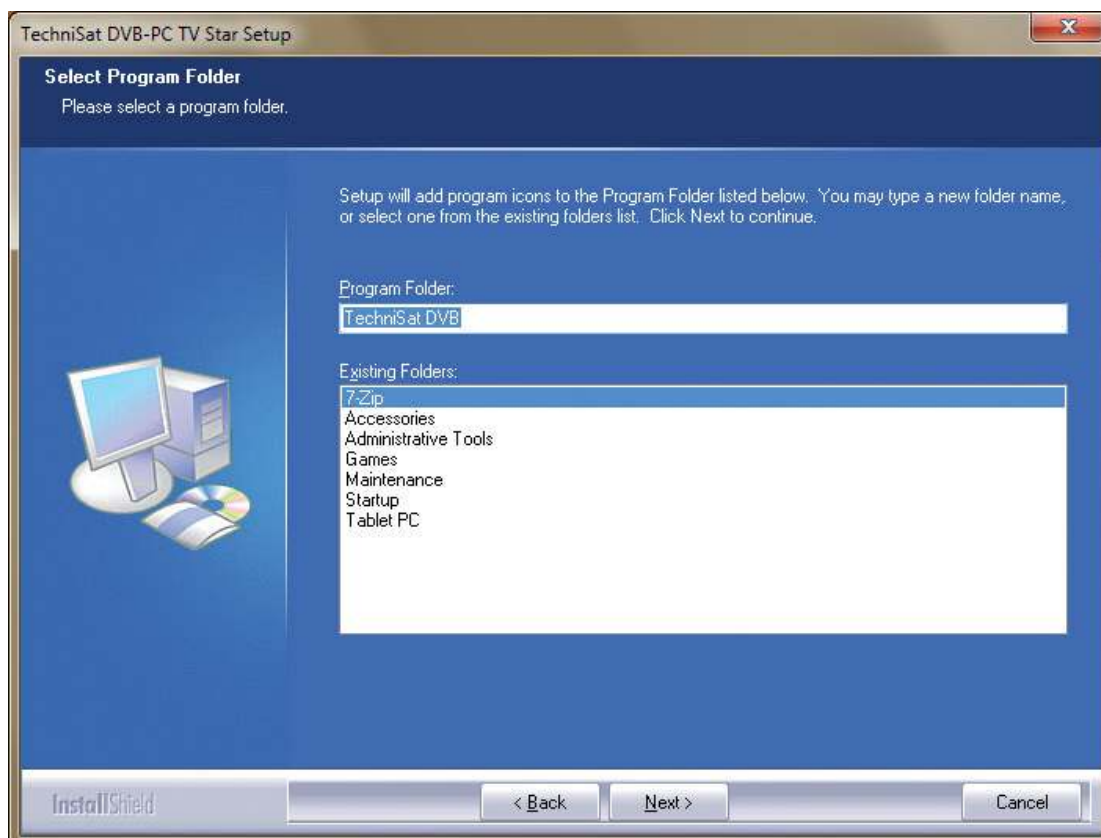 TechniSat DVB-PC TV Star Setup
Select Program Folder
Please select a program folder.
Setup will add program icons to the Program Folder listed below. You may type a new folder name,
or select one from the existing folders list. Click Next to continue.
Program Folder:
TechniSat DVB
Existing Folders:
7-Zip
Accessories
Administrative Tools
Games
Maintenance
Startup
Tablet PC
InstallShield
< Back
Next >
Cancel